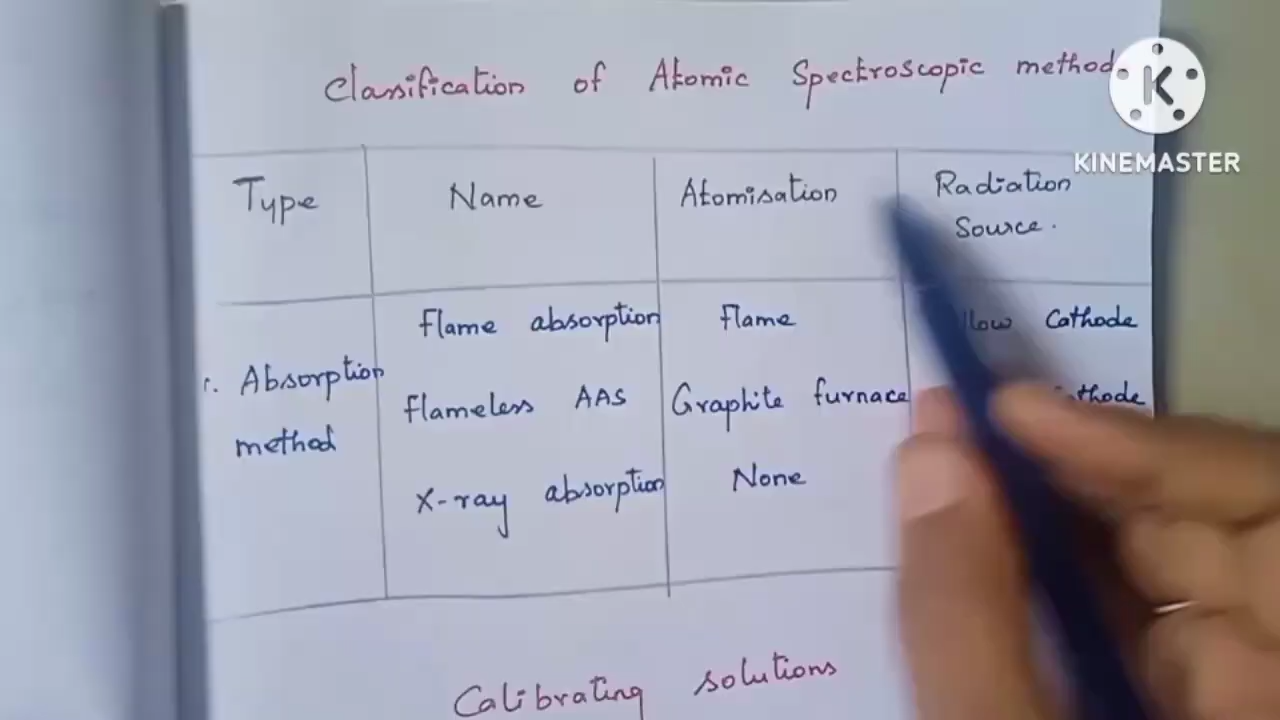 Classification of Atomic Spectroscopic method
KINEMASTER
Type Name Atomisation Radiation Source.
Flame absorption Flame Cathode
1. Absorption method
Flameless AAS Graphite furnace
X-ray absorption None
Calibrating solutions